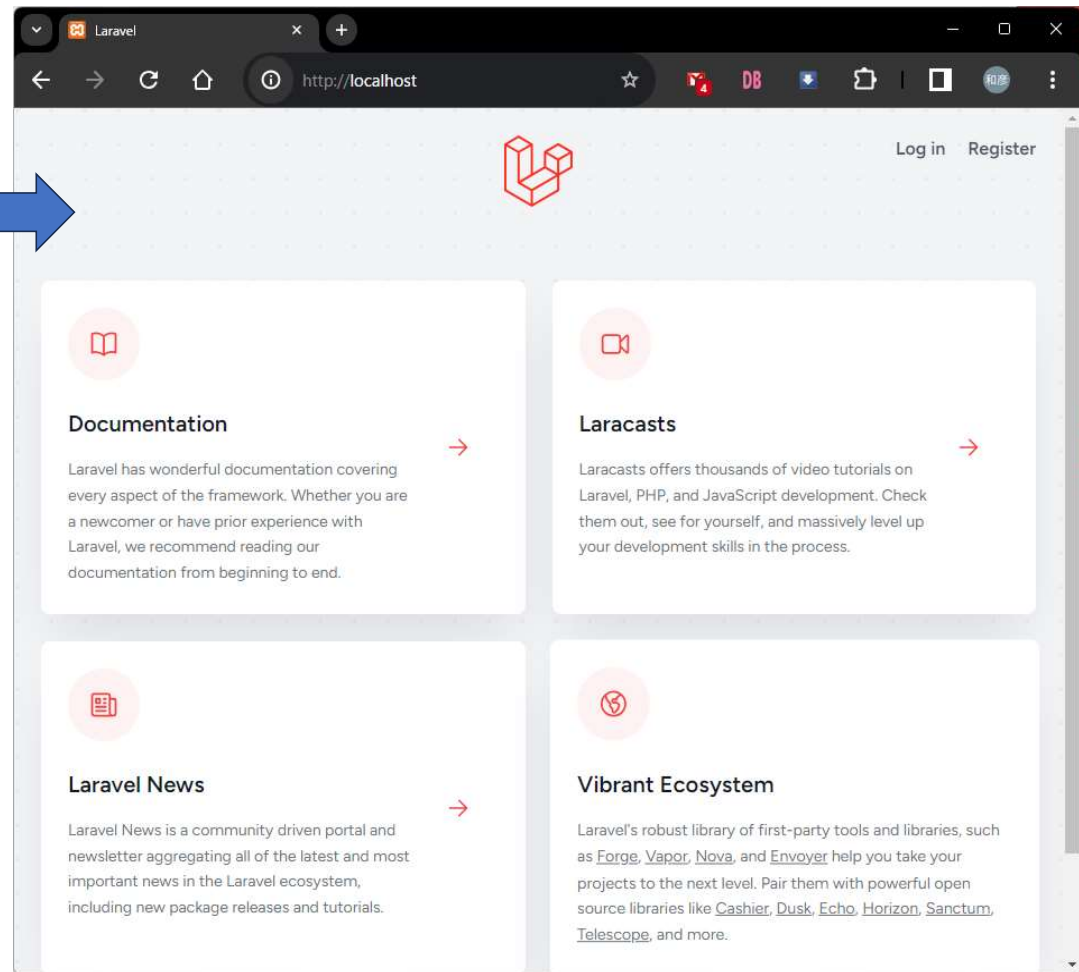 Laravel
http://localhost
4
DB
和彦
Log in Register
Documentation
Laravel has wonderful documentation covering
every aspect of the framework. Whether you are
a newcomer or have prior experience with
Laravel, we recommend reading our
documentation from beginning to end.
Laracasts
Laracasts offers thousands of video tutorials on
Laravel, PHP, and JavaScript development. Check
them out, see for yourself, and massively level up
your development skills in the process.
Laravel News
Laravel News is a community driven portal and
newsletter aggregating all of the latest and most
important news in the Laravel ecosystem,
including new package releases and tutorials.
Vibrant Ecosystem
Laravel's robust library of first-party tools and libraries, such
as Forge, Vapor, Nova, and Envoyer help you take your
projects to the next level. Pair them with powerful open
source libraries like Cashier, Dusk, Echo, Horizon, Sanctum,
Telescope, and more.